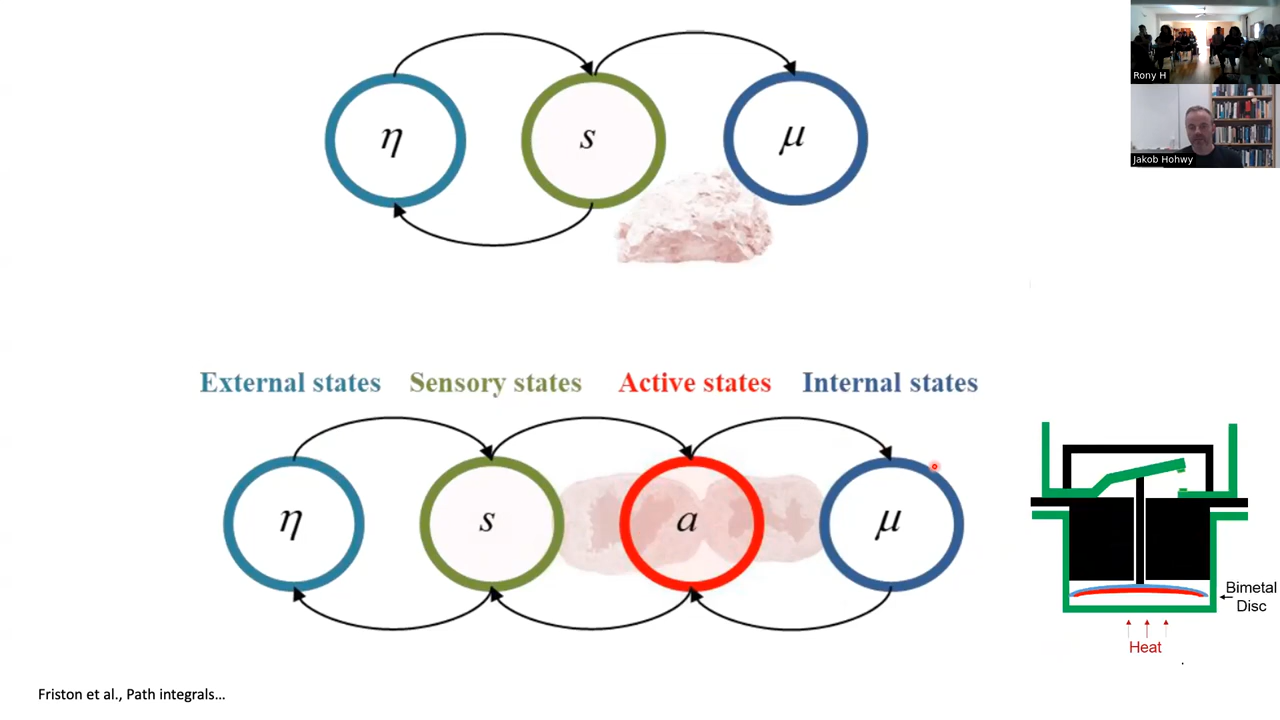 Rony H
η s μ
Jakob Hohwy
External states Sensory states Active states Internal states
η s a μ
Bimetal
Disc
Heat
Friston et al., Path integrals...